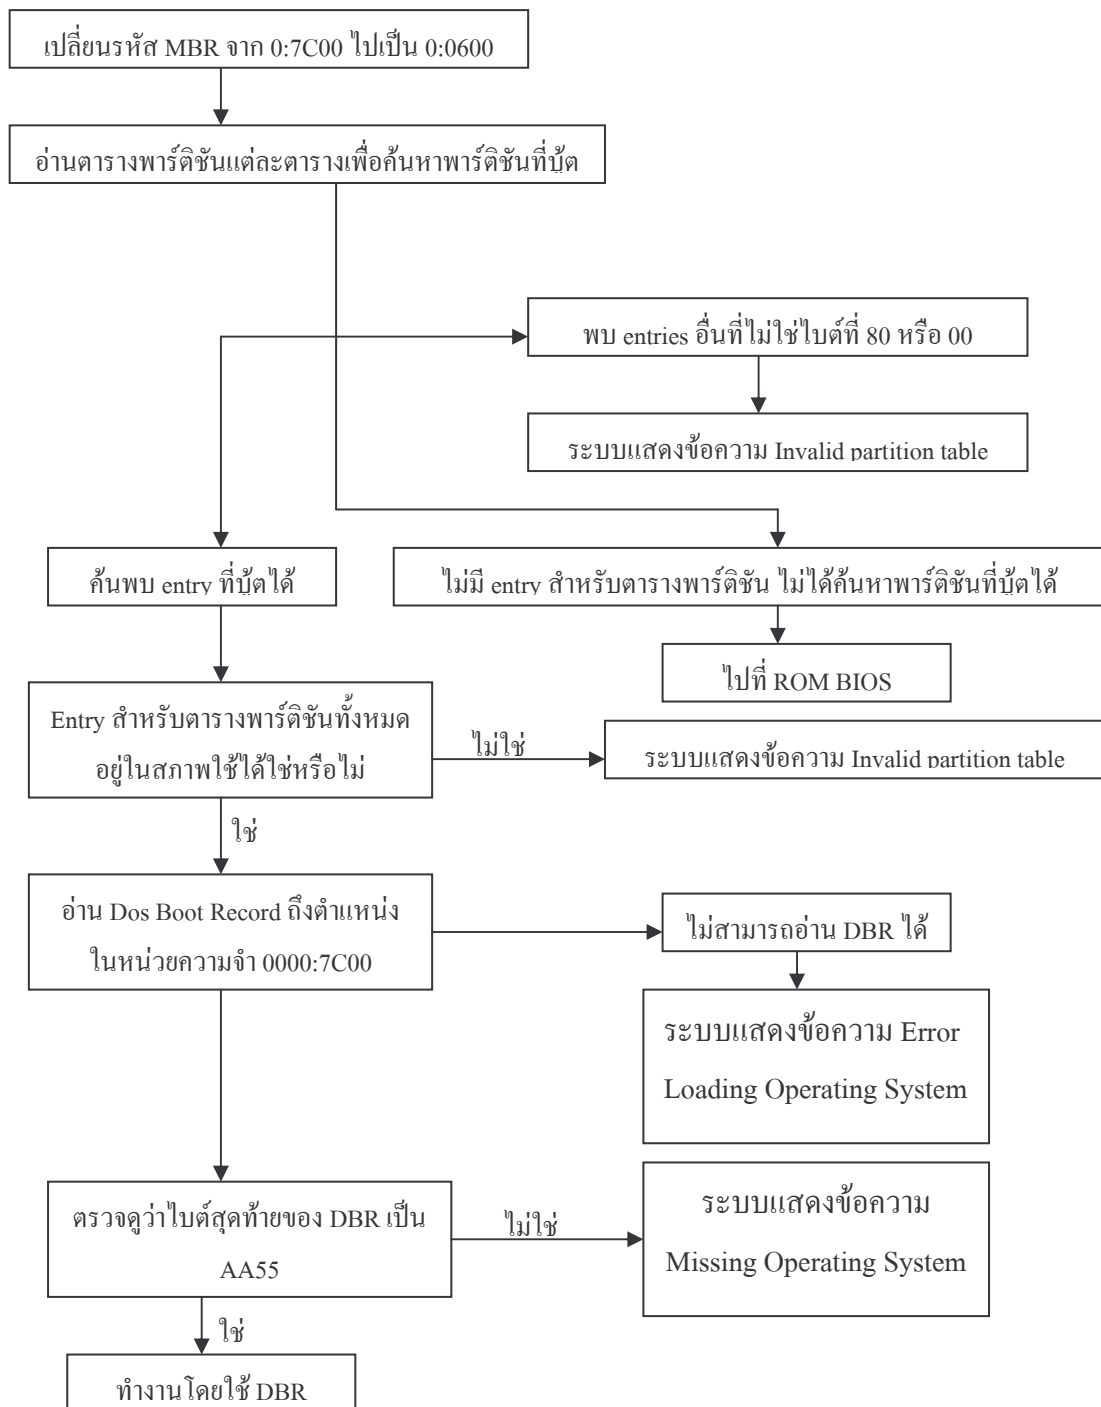 เปลี่ยนรหัส MBR จาก 0:7C00 ไปเป็น 0:0600
อ่านตารางพาร์ติชันแต่ละตารางเพื่อค้นหาพาร์ติชันที่บู้ต
พบ entries อื่นที่ไม่ใช่ไบต์ที่ 80 หรือ 00
ระบบแสดงข้อความ Invalid partition table
ค้นพบ entry ที่บู้ตได้
ไม่มี entry สำหรับตารางพาร์ติชัน ไม่ได้ค้นหาพาร์ติชันที่บู้ตได้
ไปที่ ROM BIOS
Entry สำหรับตารางพาร์ติชันทั้งหมด
อยู่ในสภาพใช้ได้ใช่หรือไม่
ไม่ใช่
ระบบแสดงข้อความ Invalid partition table
ใช่
อ่าน Dos Boot Record ถึงตำแหน่ง
ในหน่วยความจำ 0000:7C00
ไม่สามารถอ่าน DBR ได้
ระบบแสดงข้อความ Error
Loading Operating System
ตรวจดูว่าไบต์สุดท้ายของ DBR เป็น
AA55
ไม่ใช่
ระบบแสดงข้อความ
Missing Operating System
ใช่
ทำงานโดยใช้ DBR